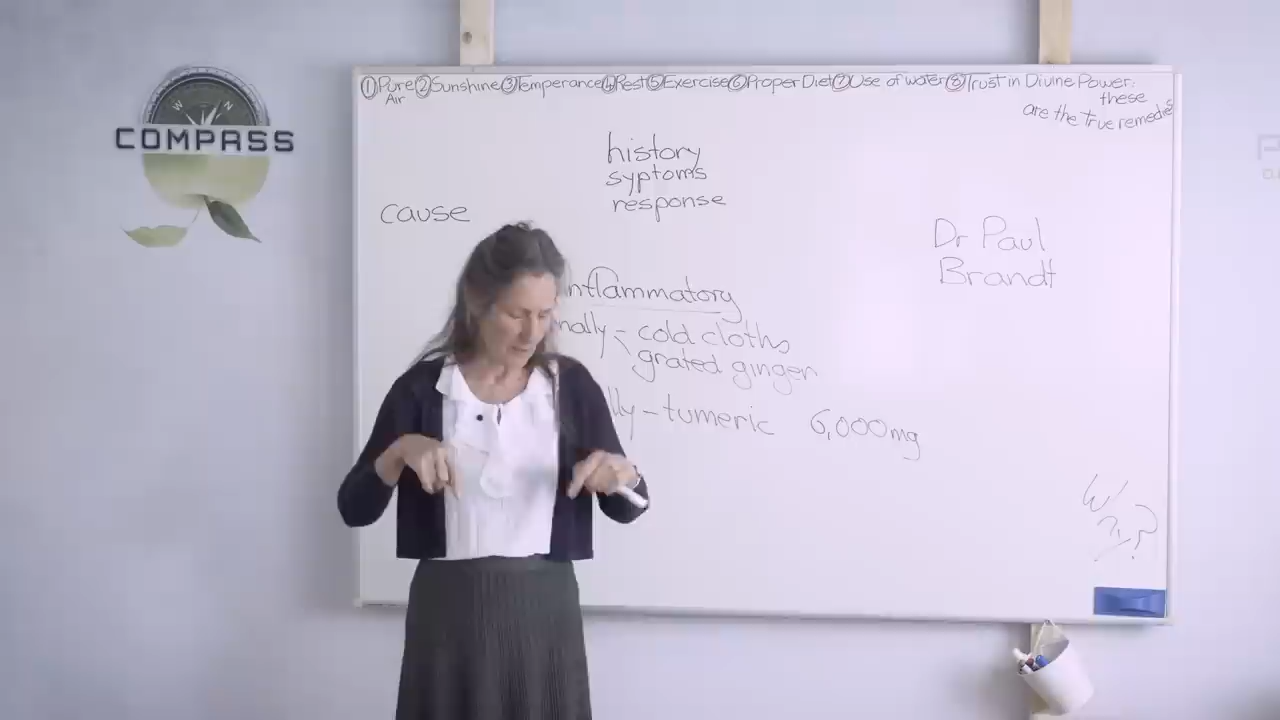 ①Pure ②Sunshine ③Temperance ④Rest ⑤Exercise ⑥Proper Diet ⑦Use of water ⑧Trust in Divine Power:
Air
these
are the true remedies
W N E
COMPASS
history
syptoms
response
cause
Dr Paul
Brandt
nflammatory
nally - cold cloths
grated ginger
lly - tumeric 6,000mg